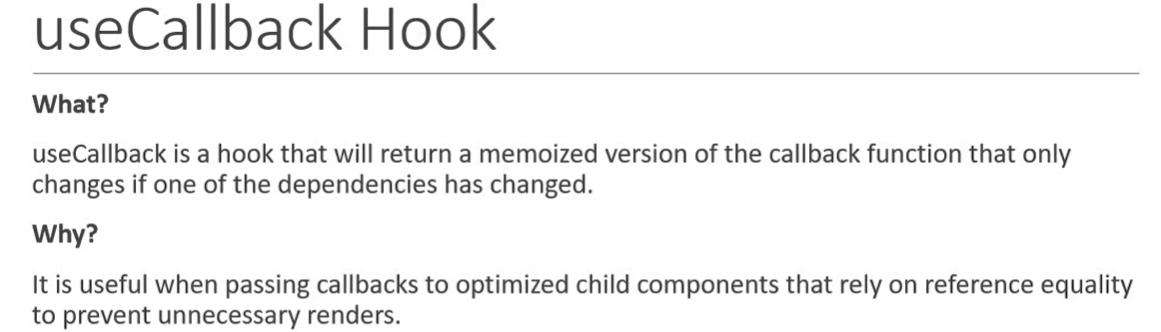 useCallback Hook
What?
useCallback is a hook that will return a memoized version of the callback function that only
changes if one of the dependencies has changed.
Why?
It is useful when passing callbacks to optimized child components that rely on reference equality
to prevent unnecessary renders.